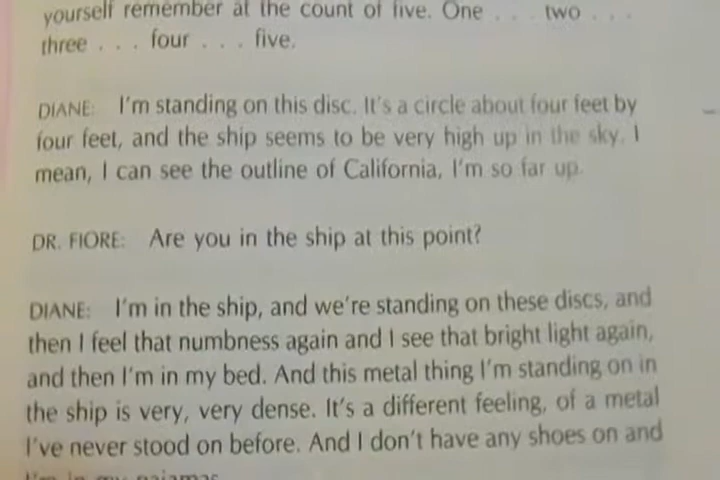 yourself remember at the count of five. One . . . two . . .
three . . . four . . . five.
DIANE: I'm standing on this disc. It's a circle about four feet by
four feet, and the ship seems to be very high up in the sky. I
mean, I can see the outline of California, I'm so far up.
DR. FIORE: Are you in the ship at this point?
DIANE: I'm in the ship, and we're standing on these discs, and
then I feel that numbness again and I see that bright light again,
and then I'm in my bed. And this metal thing I'm standing on in
the ship is very, very dense. It's a different feeling, of a metal
I've never stood on before. And I don't have any shoes on and
I'm in my pajamas